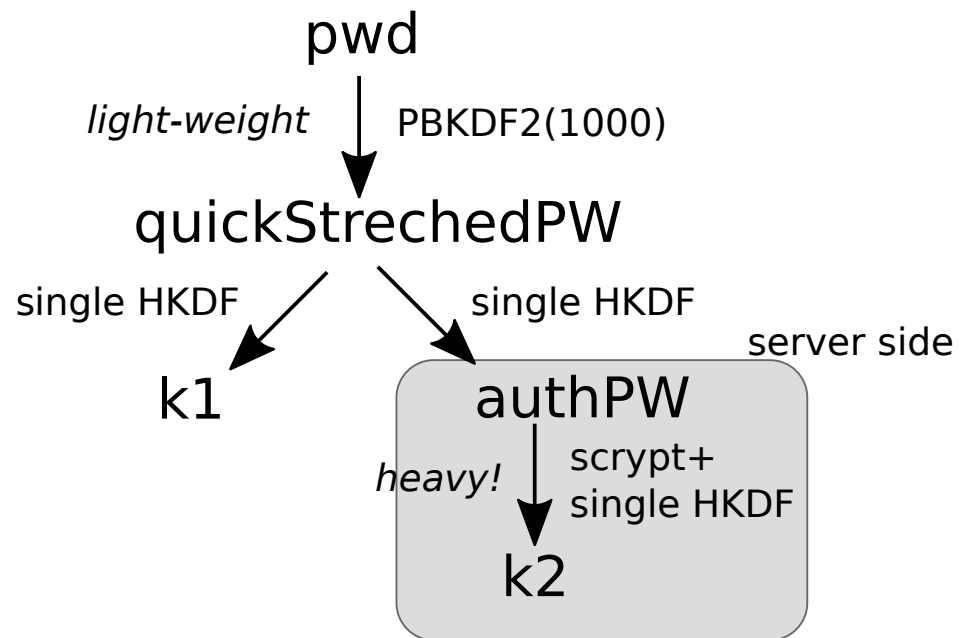 pwd
light-weight
PBKDF2(1000)
quickStrechedPW
single HKDF
single HKDF
server side
k1
authPW
heavy!
scrypt+
single HKDF
k2